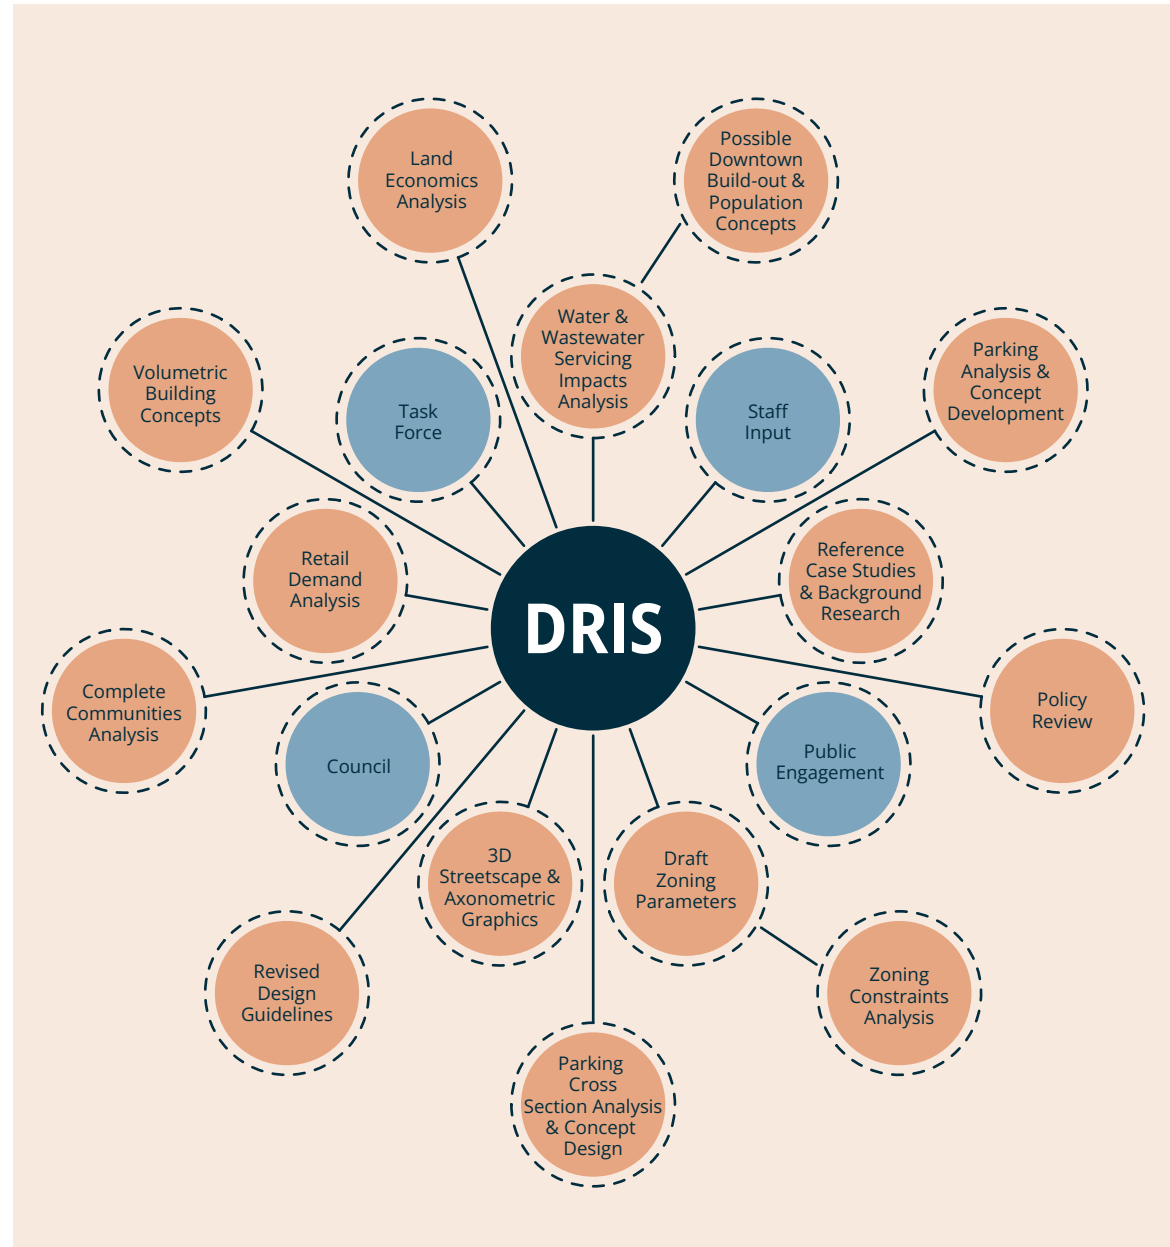 Land
Economics
Analysis
Possible
Downtown
Build-out &
Population
Concepts
Water &
Wastewater
Servicing
Impacts
Analysis
Volumetric
Building
Concepts
Task
Force
Staff
Input
Parking
Analysis &
Concept
Development
Retail
Demand
Analysis
DRIS
Reference
Case Studies
& Background
Research
Complete
Communities
Analysis
Council
Public
Engagement
Policy
Review
3D
Streetscape &
Axonometric
Graphics
Draft
Zoning
Parameters
Revised
Design
Guidelines
Zoning
Constraints
Analysis
Parking
Cross
Section Analysis
& Concept
Design